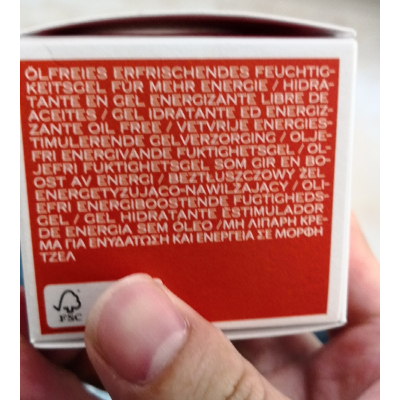 ÖLFREIES ERFRISCHENDES FEUCHTIG-
KEITSGEL FÜR MEHR ENERGIE / HIDRA-
TANTE EN GEL ENERGIZANTE LIBRE DE
ACEITES / GEL IDRATANTE ED ENERGIZ-
ZANTE OIL FREE / VETVRIJE ENERGIES-
TIMULERENDE GEL VERZORGING / OLJE-
FRI ENERGIVANDE FUKTIGHETSGEL / OL-
JEFRI FUKTIGHETSGEL SOM GIR EN BO-
OST AV ENERGI / BEZTŁUSZCZOWY ŻEL
ENERGETYZUJĄCO-NAWILŻAJĄCY / OLI-
EFRI ENERGIBOOSTENDE FUGTIGHEDS-
GEL / GEL HIDRATANTE ESTIMULADOR
DE ENERGIA SEM ÓLEO / ΜΗ ΛΙΠΑΡΗ ΚΡΕ-
ΜΑ ΓΙΑ ΕΝΥΔΑΤΩΣΗ ΚΑΙ ΕΝΕΡΓΕΙΑ ΣΕ ΜΟΡΦΗ
ΤΖΕΛ
FSC